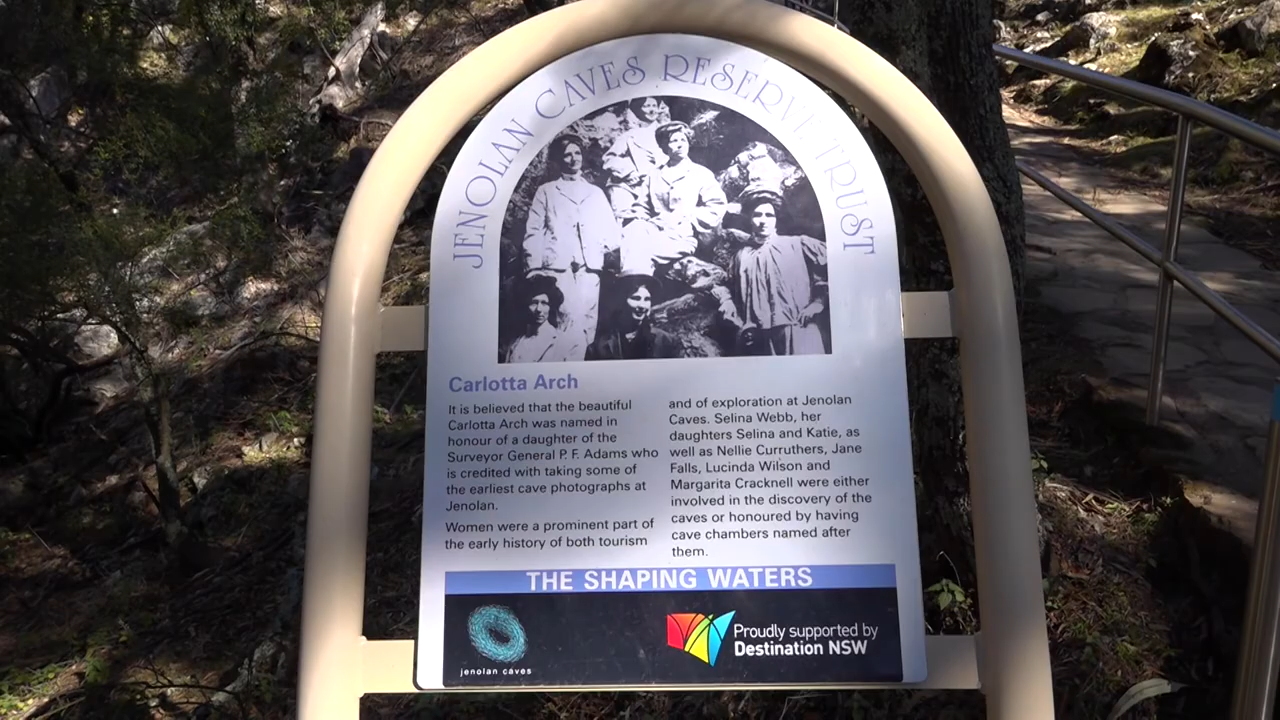 JENOLAN CAVES RESERVE TRUST
Carlotta Arch
It is believed that the beautiful
Carlotta Arch was named in
honour of a daughter of the
Surveyor General P. F. Adams who
is credited with taking some of
the earliest cave photographs at
Jenolan.
Women were a prominent part of
the early history of both tourism
and of exploration at Jenolan
Caves. Selina Webb, her
daughters Selina and Katie, as
well as Nellie Curruthers, Jane
Falls, Lucinda Wilson and
Margarita Cracknell were either
involved in the discovery of the
caves or honoured by having
cave chambers named after
them.
THE SHAPING WATERS
jenolan caves
Proudly supported by
Destination NSW